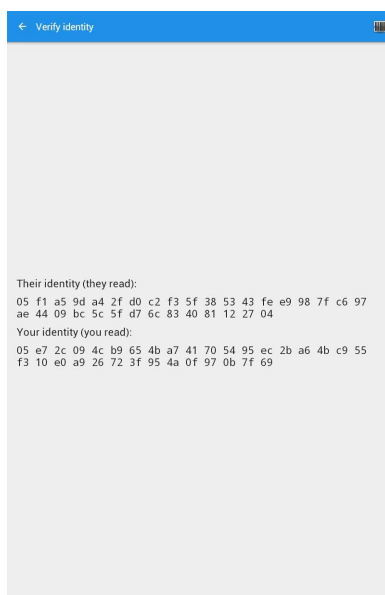 Verify identity
Their identity (they read):
05 f1 a5 9d a4 2f d0 c2 f3 5f 38 53 43 fe e9 98 7f c6 97
ae 44 09 bc 5c 5f d7 6c 83 40 81 12 27 04
Your identity (you read):
05 e7 2c 09 4c b9 65 4b a7 41 70 54 95 ec 2b a6 4b c9 55
f3 10 e0 a9 26 72 3f 95 4a 0f 97 0b 7f 69